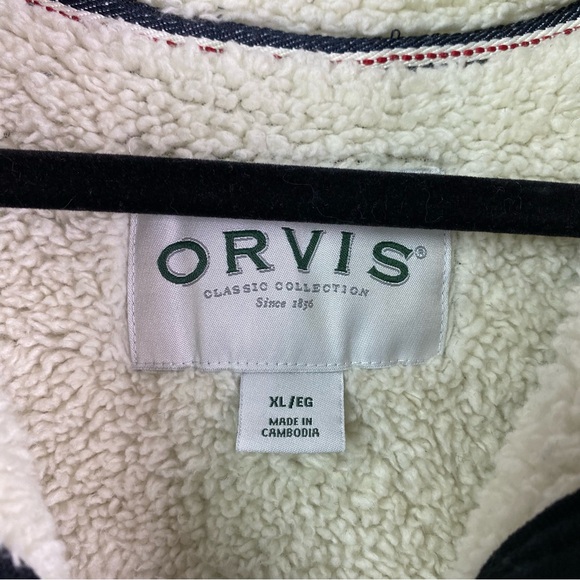 ORVIS®
CLASSIC COLLECTION
Since 1856
XL/EG
MADE IN
CAMBODIA